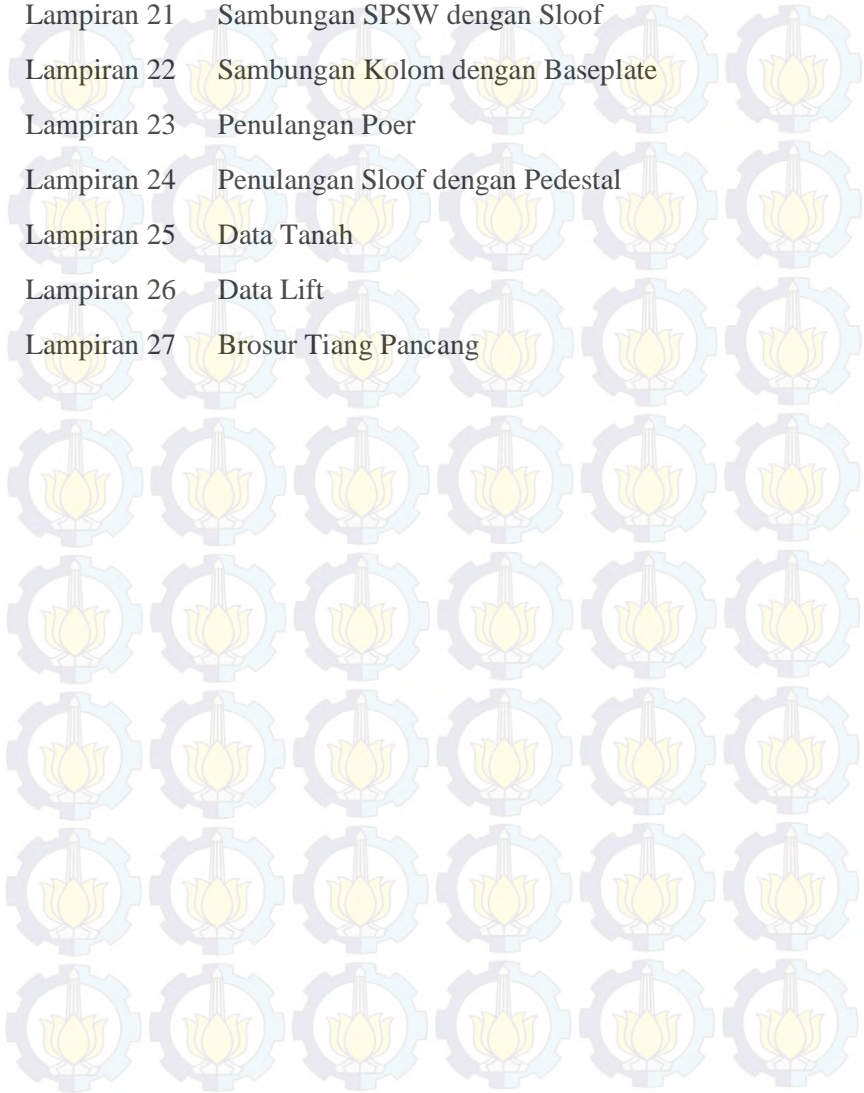 Lampiran 21 Sambungan SPSW dengan Sloof
Lampiran 22 Sambungan Kolom dengan Baseplate
Lampiran 23 Penulangan Poer
Lampiran 24 Penulangan Sloof dengan Pedestal
Lampiran 25 Data Tanah
Lampiran 26 Data Lift
Lampiran 27 Brosur Tiang Pancang